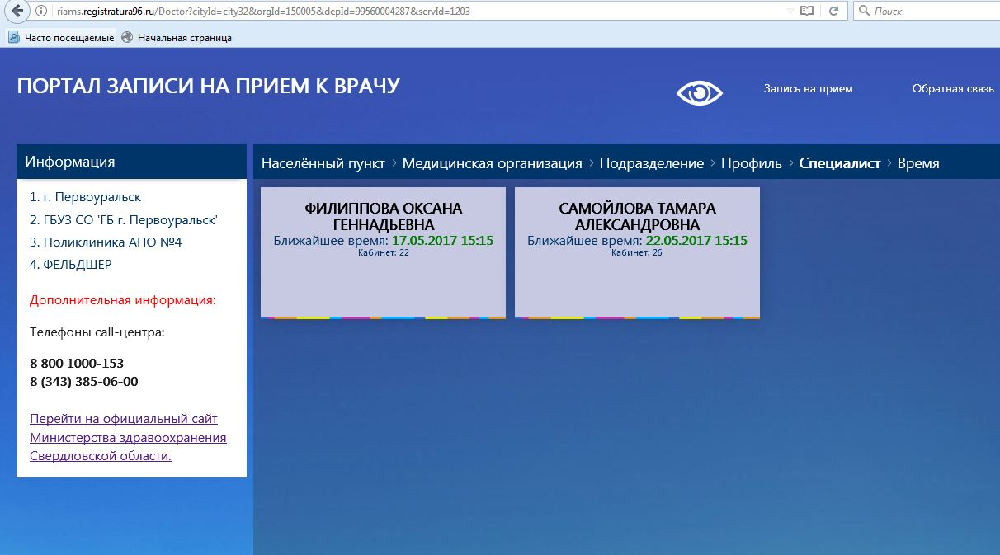 riams.registratura96.ru/Doctor?cityId=city32&orgId=150005&depId=99560004287&servId=1203
Поиск
Часто посещаемые
Начальная страница
ПОРТАЛ ЗАПИСИ НА ПРИЕМ К ВРАЧУ
Запись на прием
Обратная связь
Информация
1. г. Первоуральск
2. ГБУЗ СО 'ГБ г. Первоуральск'
3. Поликлиника АПО №4
4. ФЕЛЬДШЕР
Дополнительная информация:
Телефоны call-центра:
8 800 1000-153
8 (343) 385-06-00
Перейти на официальный сайт
Министерства здравоохранения
Свердловской области.
Населённый пункт › Медицинская организация › Подразделение › Профиль › Специалист › Время
ФИЛИППОВА ОКСАНА
ГЕННАДЬЕВНА
Ближайшее время: 17.05.2017 15:15
Кабинет: 22
САМОЙЛОВА ТАМАРА
АЛЕКСАНДРОВНА
Ближайшее время: 22.05.2017 15:15
Кабинет: 26